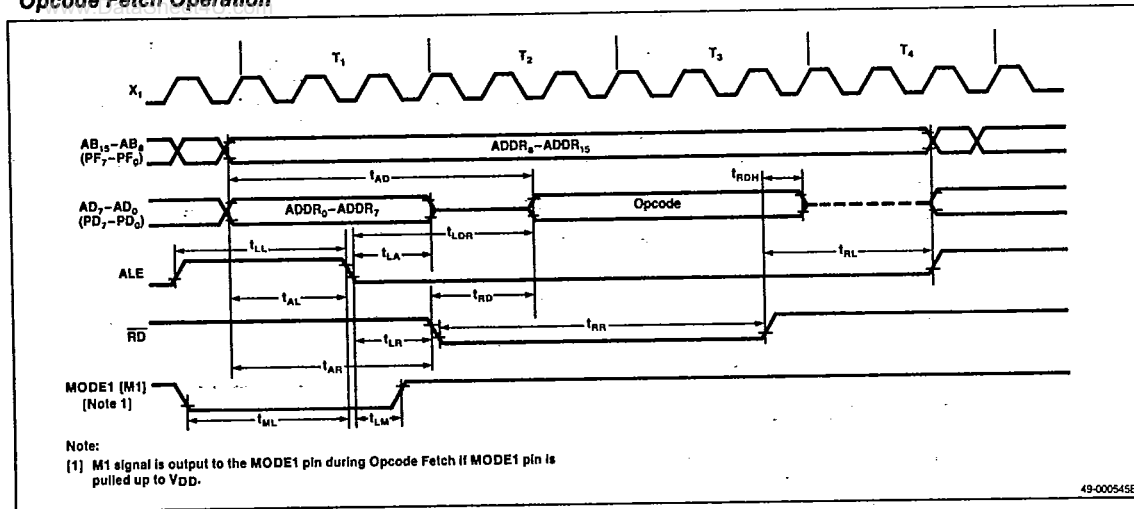 Opcode Fetch Operation
www.DataSheet4U.com
T1
T2
T3
T4
X1
AB15–AB8
(PF7–PF0)
ADDR8–ADDR15
tAD
tRDH
AD7–AD0
(PD7–PD0)
ADDR0–ADDR7
Opcode
tLL
tLDR
tLA
tRL
ALE
tAL
tRD
RD
tLR
tRR
tAR
MODE1 [M1]
[Note 1]
tML
tLM
Note:
[1] M1 signal is output to the MODE1 pin during Opcode Fetch if MODE1 pin is
pulled up to VDD.
49-000545B